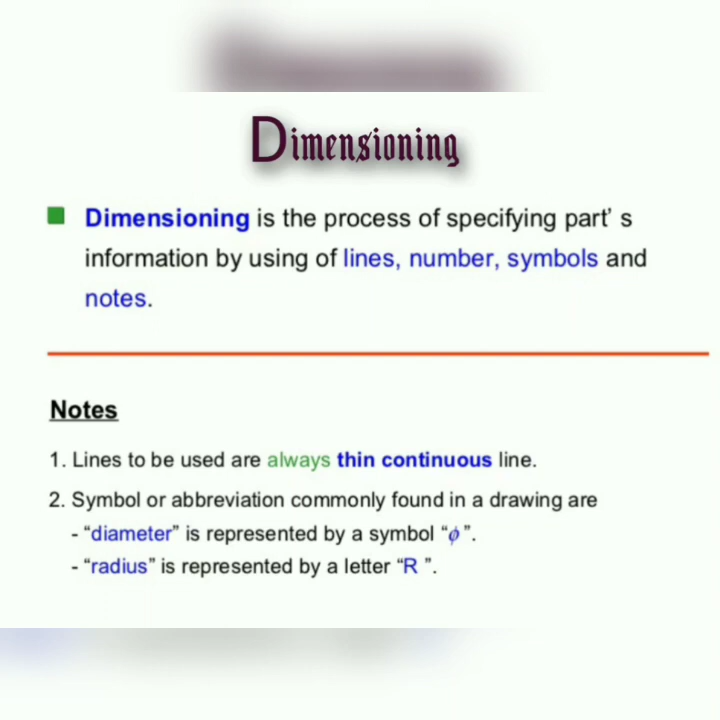 Dimensioning
Dimensioning is the process of specifying part’ s
information by using of lines, number, symbols and
notes.
Notes
1. Lines to be used are always thin continuous line.
2. Symbol or abbreviation commonly found in a drawing are
- “diameter” is represented by a symbol “ϕ”.
- “radius” is represented by a letter “R ”.